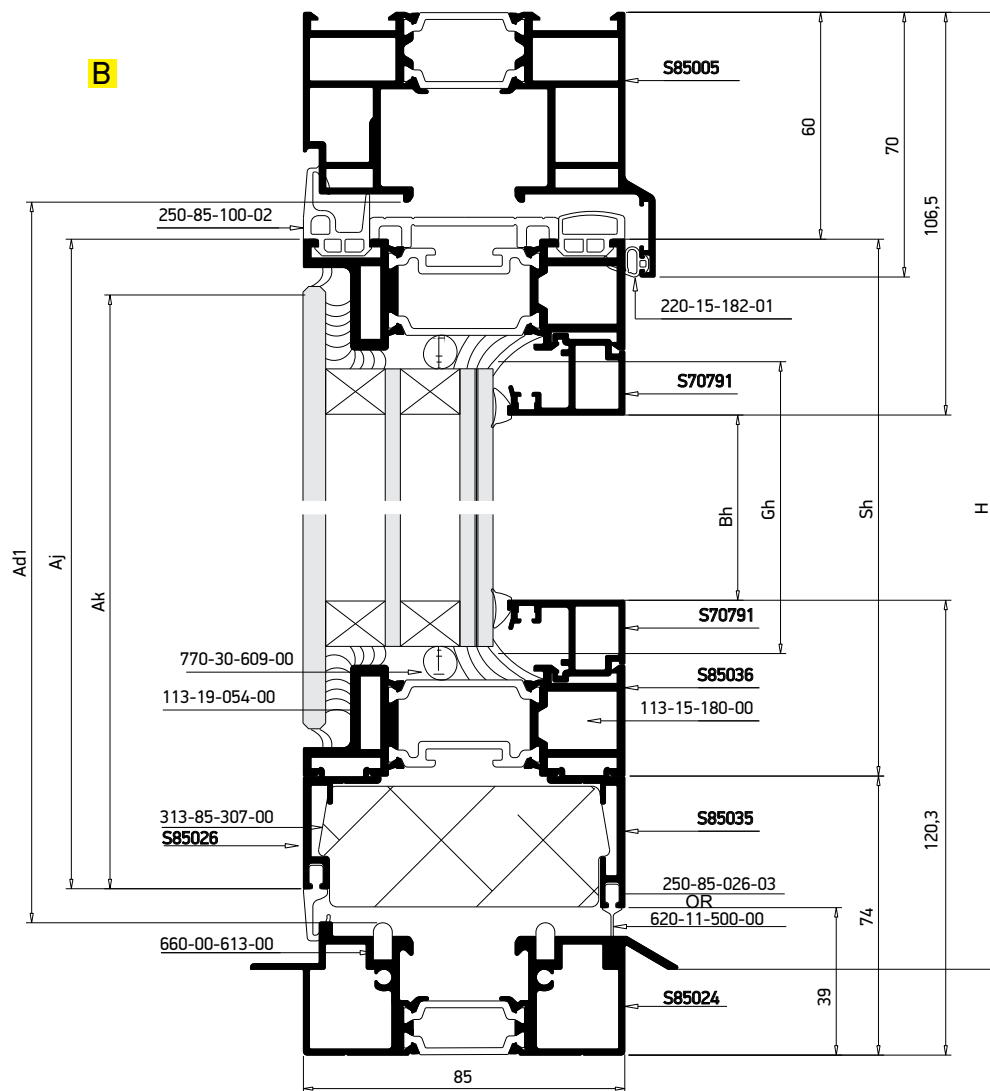 B
S85005
60
70
106,5
250-85-100-02
220-15-182-01
S70791
Ad1
Aj
Ak
Bh
Gh
Sh
H
S70791
770-30-609-00
S85036
113-19-054-00
113-15-180-00
313-85-307-00
S85026
S85035
120,3
250-85-026-03
OR
620-11-500-00
74
660-00-613-00
S85024
39
85